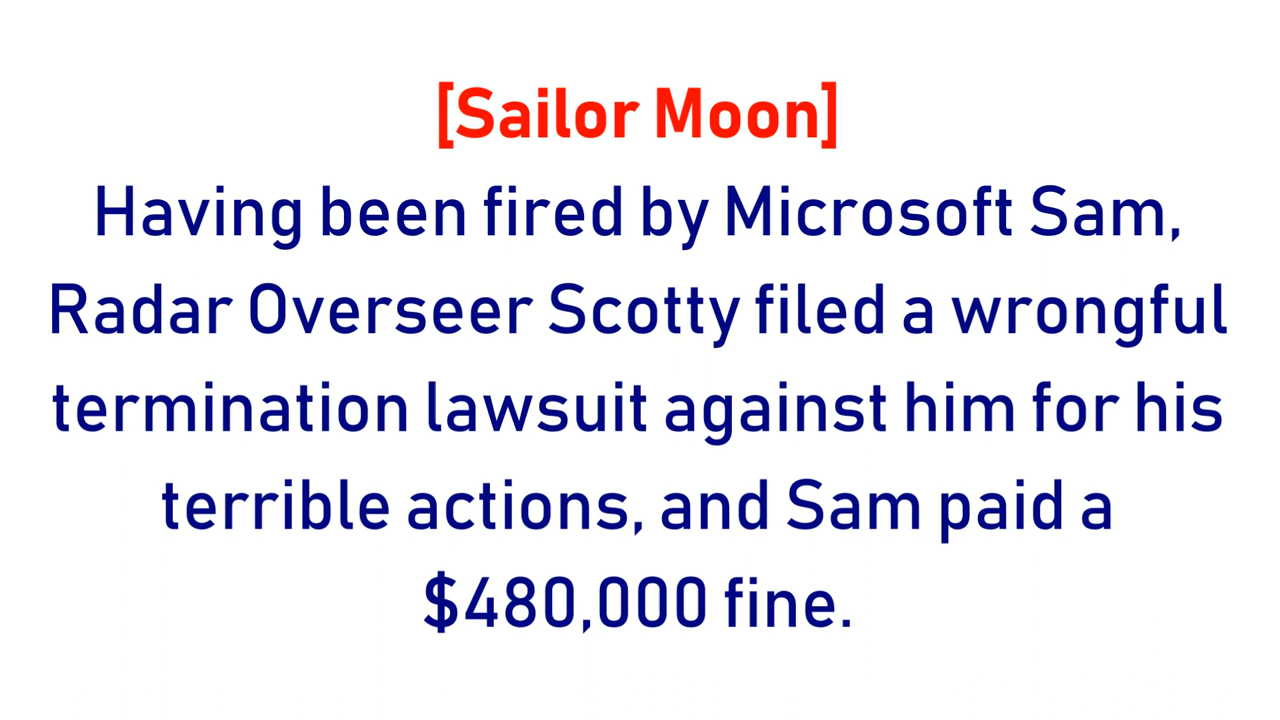 [Sailor Moon]
Having been fired by Microsoft Sam,
Radar Overseer Scotty filed a wrongful
termination lawsuit against him for his
terrible actions, and Sam paid a
$480,000 fine.